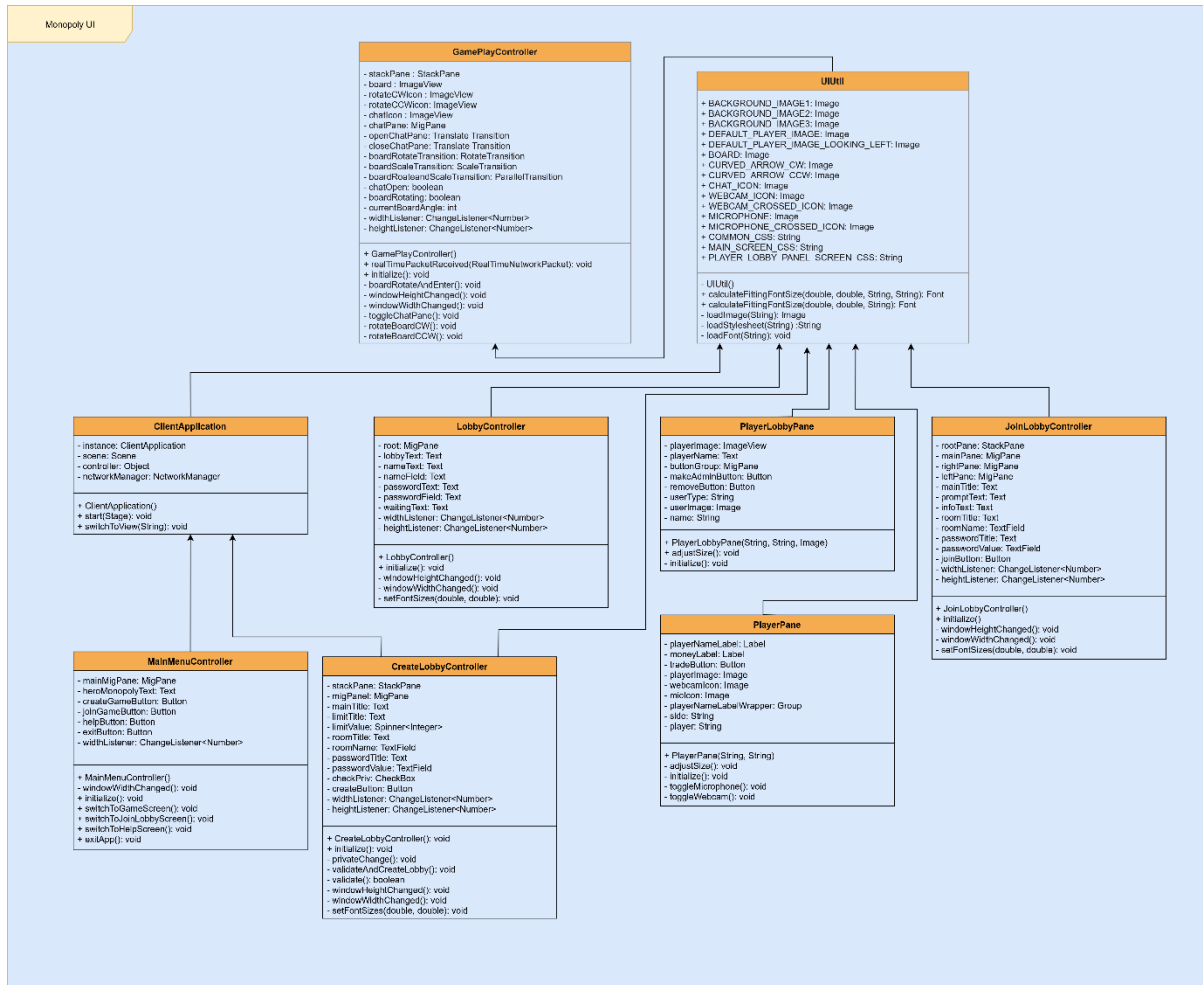 Monopoly UI
GamePlayController
- stackPane : StackPane
- board : ImageView
- rotateCWIcon : ImageView
- rotateCCWicon: ImageView
- chatIcon : ImageView
- chatPane: MigPane
- openChatPane: Translate Transition
- closeChatPane: Translate Transition
- boardRotateTransition: RotateTransition
- boardScaleTransition: ScaleTransition
- boardRoateandScaleTransition: ParallelTransition
- chatOpen: boolean
- boardRotating: boolean
- currentBoardAngle: int
- widthListener: ChangeListener<Number>
- heightListener: ChangeListener<Number>
+ GamePlayController()
+ realTimePacketReceived(RealTimeNetworkPacket): void
+ initialize(): void
- boardRotateAndEnter(): void
- windowHeightChanged(): void
- windowWidthChanged(): void
- toggleChatPane(): void
- rotateBoardCW(): void
- rotateBoardCCW(): void
UIUtil
+ BACKGROUND_IMAGE1: Image
+ BACKGROUND_IMAGE2: Image
+ BACKGROUND_IMAGE3: Image
+ DEFAULT_PLAYER_IMAGE: Image
+ DEFAULT_PLAYER_IMAGE_LOOKING_LEFT: Image
+ BOARD: Image
+ CURVED_ARROW_CW: Image
+ CURVED_ARROW_CCW: Image
+ CHAT_ICON: Image
+ WEBCAM_ICON: Image
+ WEBCAM_CROSSED_ICON: Image
+ MICROPHONE: Image
+ MICROPHONE_CROSSED_ICON: Image
+ COMMON_CSS: String
+ MAIN_SCREEN_CSS: String
+ PLAYER_LOBBY_PANEL_SCREEN_CSS: String
- UIUtil()
+ calculateFittingFontSize(double, double, String, String): Font
+ calculateFittingFontSize(double, double, String): Font
- loadImage(String): Image
- loadStylesheet(String) :String
- loadFont(String): void
ClientApplication
- instance: ClientApplication
- scene: Scene
- controller: Object
- networkManager: NetworkManager
+ ClientApplication()
+ start(Stage): void
+ switchToView(String): void
LobbyController
- root: MigPane
- lobbyText: Text
- nameText: Text
- nameField: Text
- passwordText: Text
- passwordField: Text
- waitingText: Text
- widthListener: ChangeListener<Number>
- heightListener: ChangeListener<Number>
+ LobbyController()
+ initialize(): void
- windowHeightChanged(): void
- windowWidthChanged(): void
- setFontSizes(double, double): void
PlayerLobbyPane
- playerImage: ImageView
- playerName: Text
- buttonGroup: MigPane
- makeAdminButton: Button
- removeButton: Button
- userType: String
- userImage: Image
- name: String
+ PlayerLobbyPane(String, String, Image)
+ adjustSize(): void
- initialize(): void
JoinLobbyController
- rootPane: StackPane
- mainPane: MigPane
- rightPane: MigPane
- leftPane: MigPane
- mainTitle: Text
- promptText: Text
- infoText: Text
- roomTitle: Text
- roomName: TextField
- passwordTitle: Text
- passwordValue: TextField
- joinButton: Button
- widthListener: ChangeListener<Number>
- heightListener: ChangeListener<Number>
+ JoinLobbyController()
+ initialize()
- windowHeightChanged(): void
- windowWidthChanged(): void
- setFontSizes(double, double): void
MainMenuController
- mainMigPane: MigPane
- heroMonopolyText: Text
- createGameButton: Button
- joinGameButton: Button
- helpButton: Button
- exitButton: Button
- widthListener: ChangeListener<Number>
+ MainMenuController()
- windowWidthChanged(): void
+ initialize(): void
+ switchToGameScreen(): void
+ switchToJoinLobbyScreen(): void
+ switchToHelpScreen(): void
+ exitApp(): void
CreateLobbyController
- stackPane: StackPane
- migPanel: MigPane
- mainTitle: Text
- limitTitle: Text
- limitValue: Spinner<Integer>
- roomTitle: Text
- roomName: TextField
- passwordTitle: Text
- passwordValue: TextField
- checkPriv: CheckBox
- createButton: Button
- widthListener: ChangeListener<Number>
- heightListener: ChangeListener<Number>
+ CreateLobbyController(): void
+ initialize(): void
- privateChange(): void
- validateAndCreateLobby(): void
- validate(): boolean
- windowHeightChanged(): void
- windowWidthChanged(): void
- setFontSizes(double, double): void
PlayerPane
- playerNameLabel: Label
- moneyLabel: Label
- tradeButton: Button
- playerImage: Image
- webcamIcon: Image
- micIcon: Image
- playerNameLabelWrapper: Group
- side: String
- player: String
+ PlayerPane(String, String)
- adjustSize(): void
- initialize(): void
- toggleMicrophone(): void
- toggleWebcam(): void